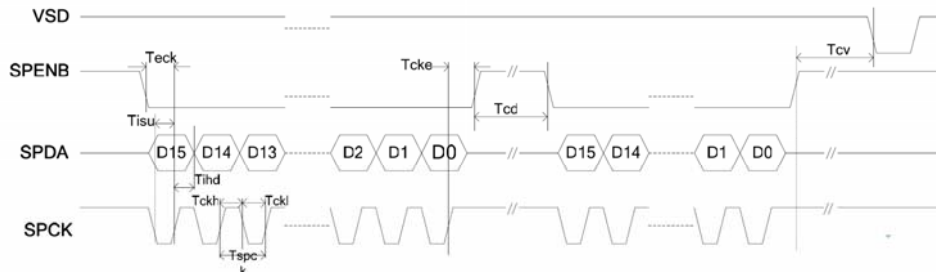 VSD
Teck
Tcke
Tcv
SPENB
Tcd
Tisu
SPDA
D15 D14 D13 D2 D1 D0 D15 D14 D1 D0
Tihd
Tckh Tckl
SPCK
Tspc
k